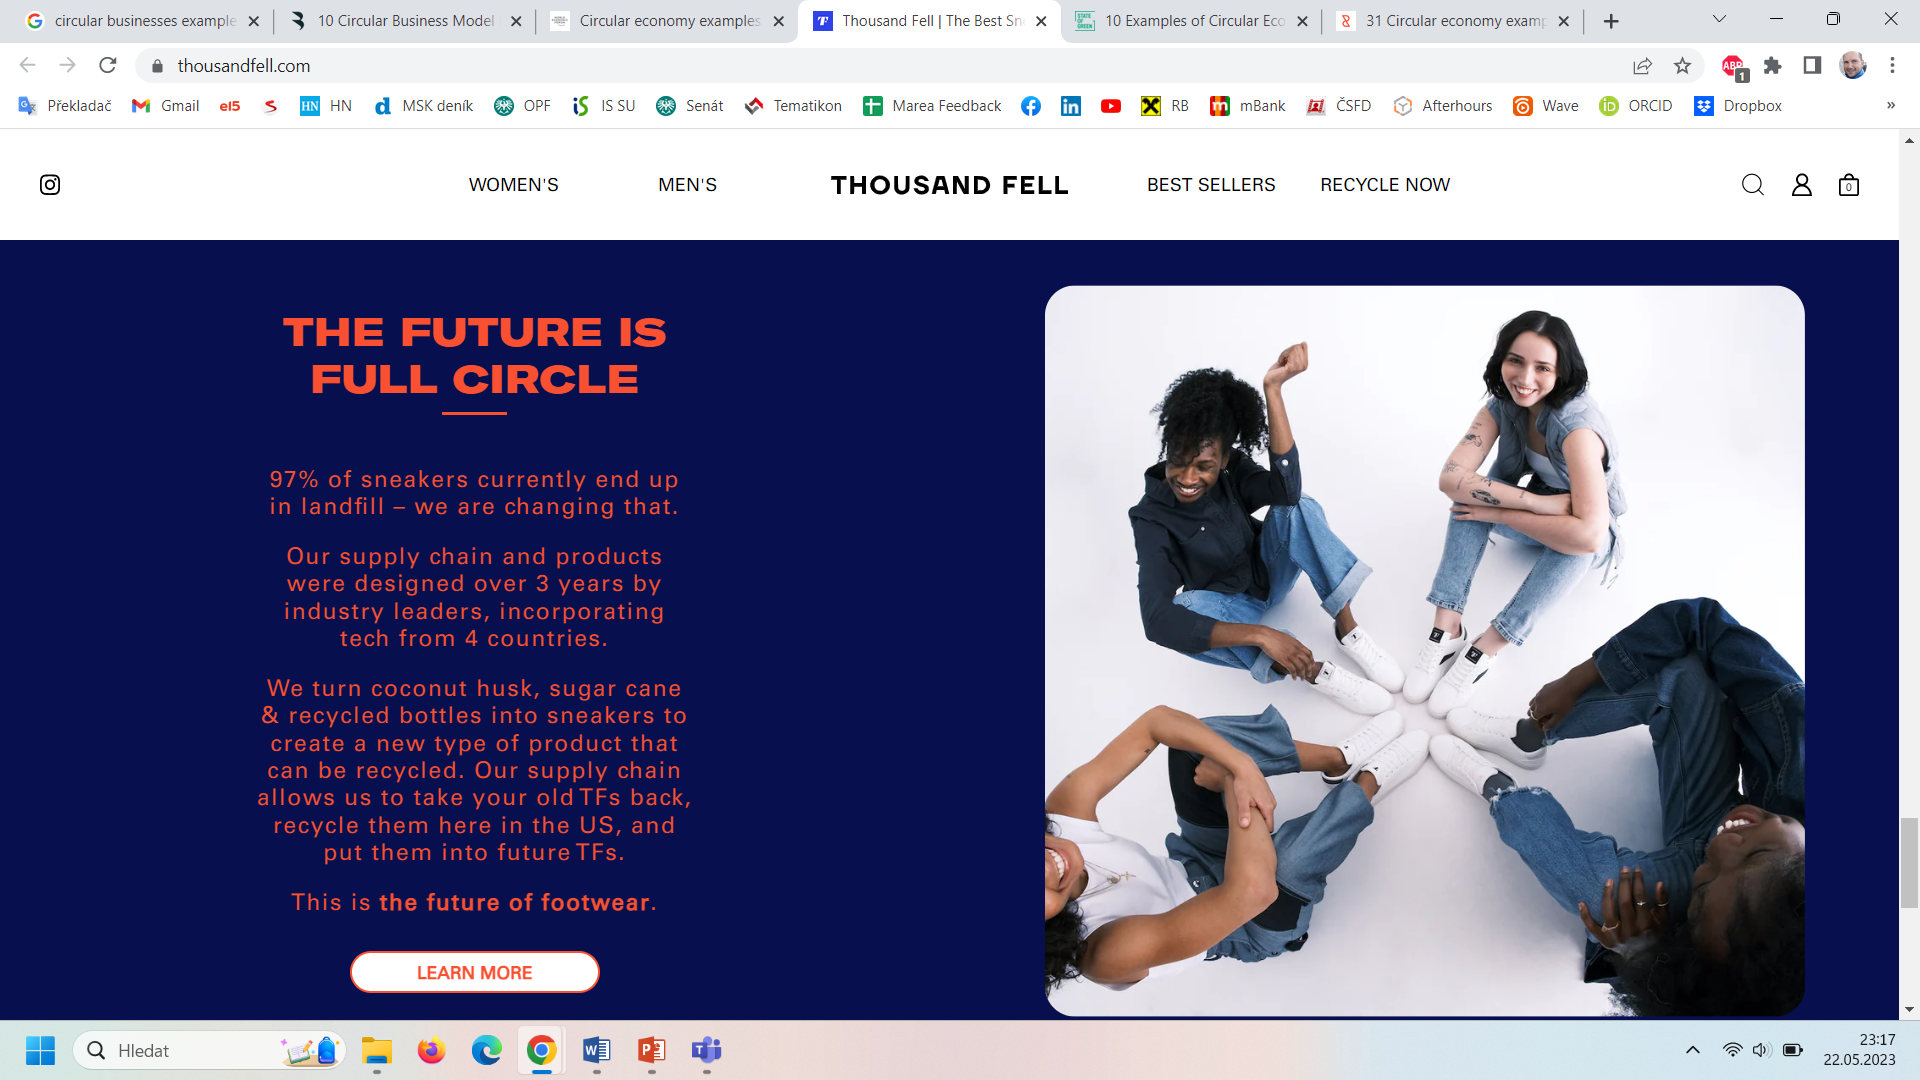 circular businesses example
10 Circular Business Model
Circular economy examples
Thousand Fell | The Best Sn
10 Examples of Circular Eco
31 Circular economy examp
thousandfell.com
ABP
1
Překladač
Gmail
el5
HN
MSK deník
OPF
IS SU
Senát
Tematikon
Marea Feedback
RB
mBank
ČSFD
Afterhours
Wave
ORCID
Dropbox
»
WOMEN'S
MEN'S
THOUSAND FELL
BEST SELLERS
RECYCLE NOW
0
THE FUTURE IS
FULL CIRCLE
97% of sneakers currently end up
in landfill – we are changing that.
Our supply chain and products
were designed over 3 years by
industry leaders, incorporating
tech from 4 countries.
We turn coconut husk, sugar cane
& recycled bottles into sneakers to
create a new type of product that
can be recycled. Our supply chain
allows us to take your old TFs back,
recycle them here in the US, and
put them into future TFs.
This is the future of footwear.
LEARN MORE
Hledat
23:17
22.05.2023